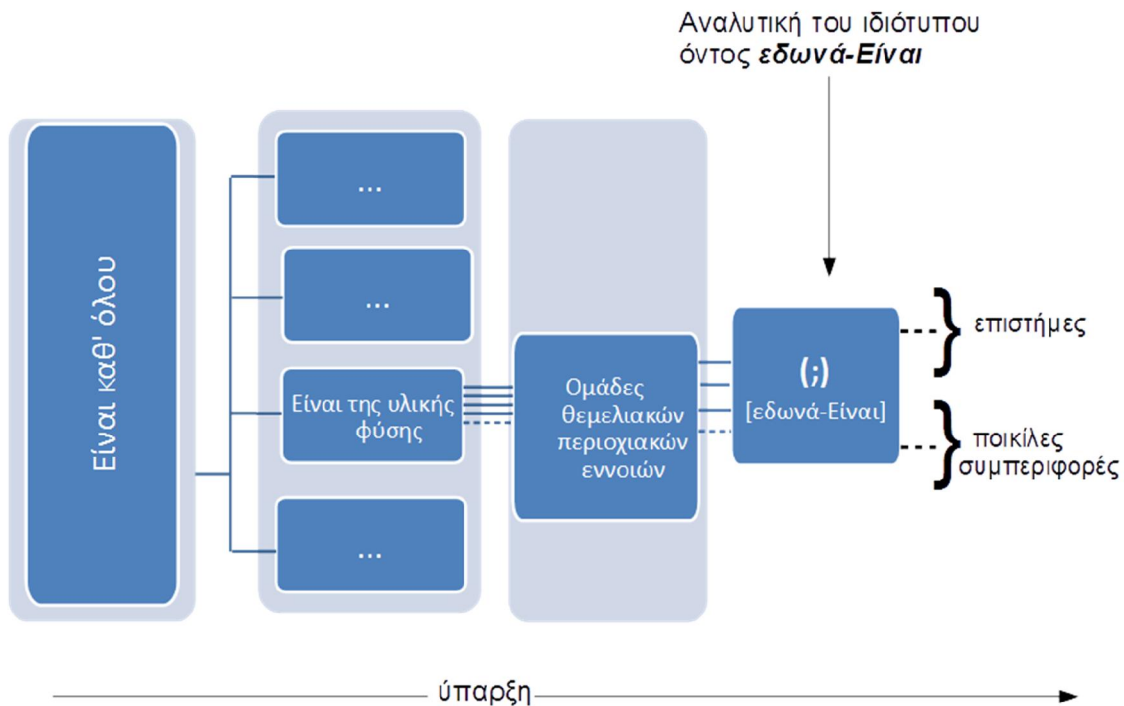 Αναλυτική του ιδιότυπου
όντος εδωνά-Είναι
Είναι καθ' όλου
...
...
Είναι της υλικής
φύσης
...
Ομάδες
θεμελιακών
περιοχιακών
εννοιών
(;)
[εδωνά-Είναι]
} επιστήμες
} ποικίλες
συμπεριφορές
ύπαρξη